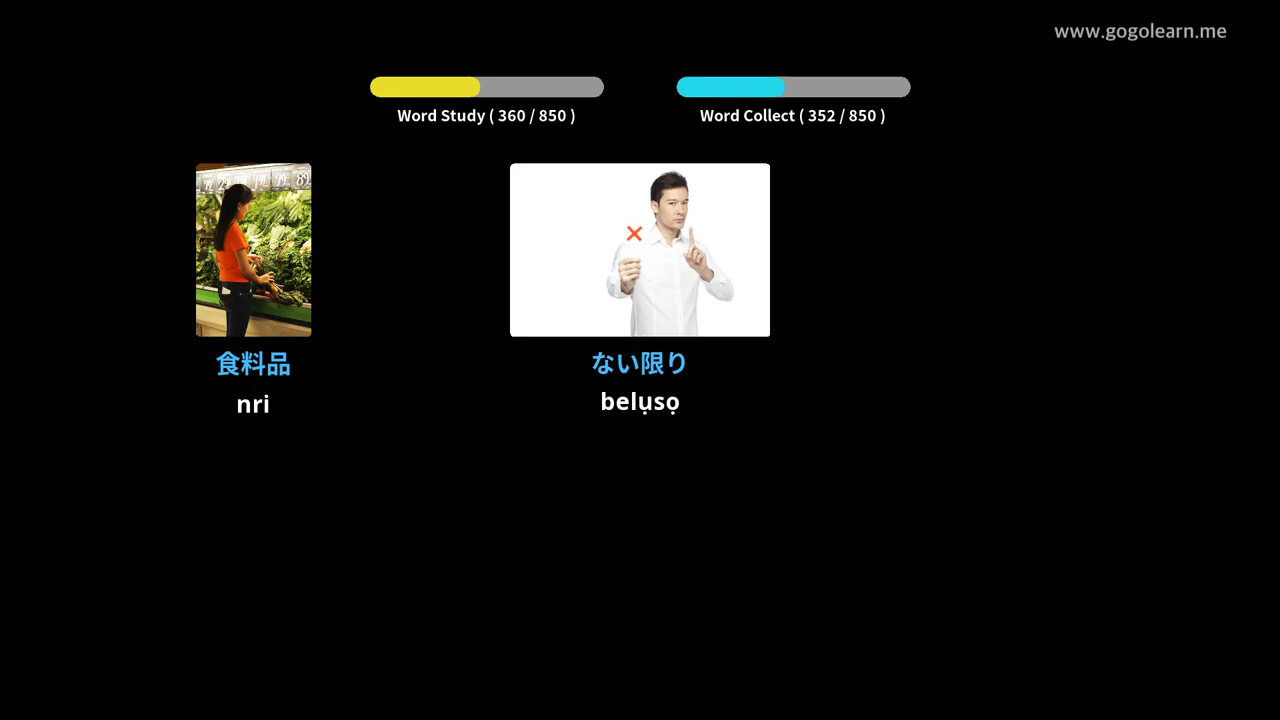 www.gogolearn.me
Word Study ( 360 / 850 )
Word Collect ( 352 / 850 )
食料品
nri
ない限り
belụsọ